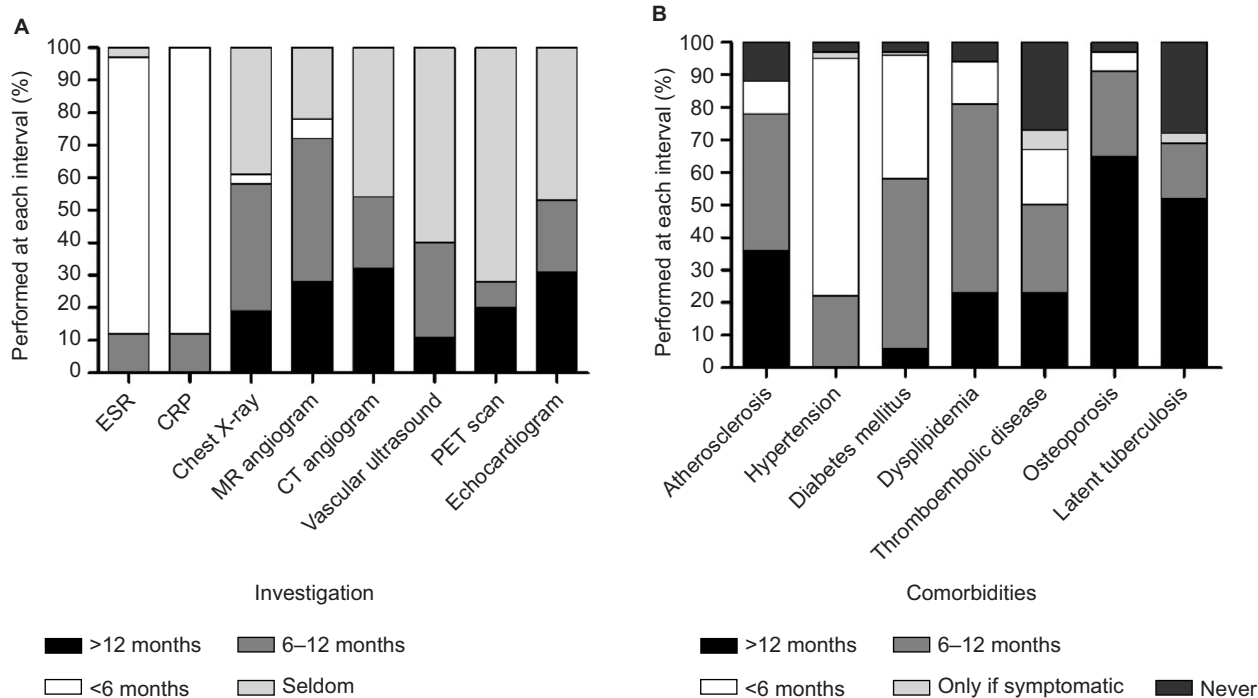 A
Performed at each interval (%)
100
90
80
70
60
50
40
30
20
10
0
ESR
CRP
Chest X-ray
MR angiogram
CT angiogram
Vascular ultrasound
PET scan
Echocardiogram
Investigation
>12 months
6–12 months
<6 months
Seldom
B
Performed at each interval (%)
100
90
80
70
60
50
40
30
20
10
0
Atherosclerosis
Hypertension
Diabetes mellitus
Dysplipidemia
Thromboembolic disease
Osteoporosis
Latent tuberculosis
Comorbidities
>12 months
6–12 months
<6 months
Only if symptomatic
Never